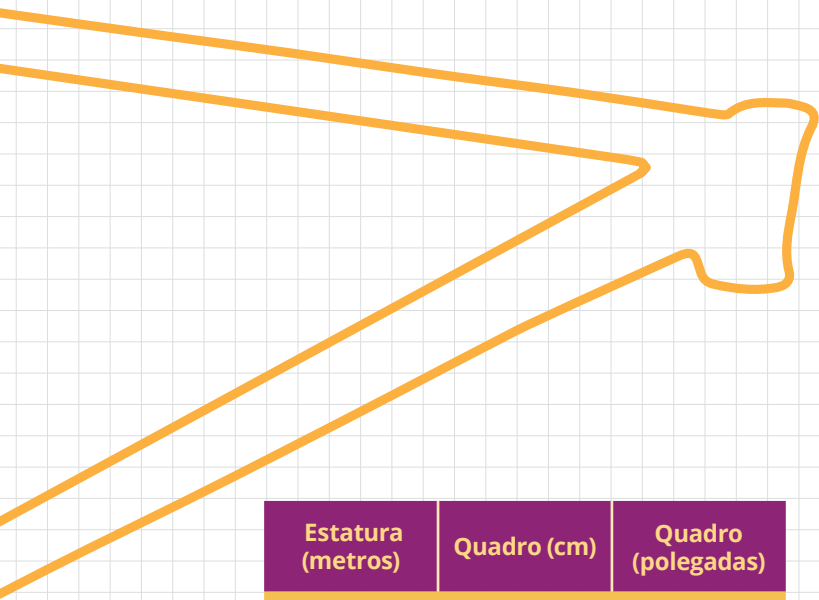 Estatura
(metros)
Quadro (cm)
Quadro
(polegadas)